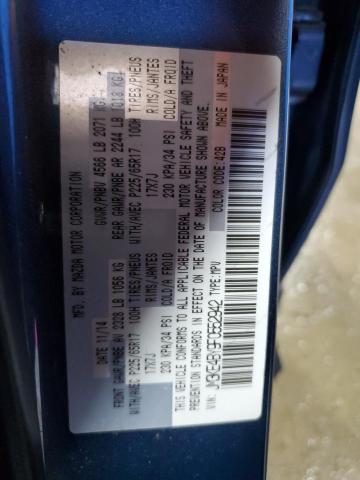 MFD. BY MAZDA MOTOR CORPORATION
DATE 11/14 GVWR/PNBV 4566 LB 2071 KG
FRONT GAWR/PNBE AV 2328 LB 1056 KG REAR GAWR/PNBE AR 2244 LB 1018 KG
WITH/AVEC P225/65R17 100H TIRES/PNEUS WITH/AVEC P225/65R17 100H TIRES/PNEUS
17X7J RIMS/JANTES 17X7J RIMS/JANTES
230 KPA/34 PSI COLD/A FROID 230 KPA/34 PSI COLD/A FROID
THIS VEHICLE CONFORMS TO ALL APPLICABLE FEDERAL MOTOR VEHICLE SAFETY AND THEFT
PREVENTION STANDARDS IN EFFECT ON THE DATE OF MANUFACTURE SHOWN ABOVE.
TYPE:MPV COLOR CODE:42B MADE IN JAPAN
VIN: